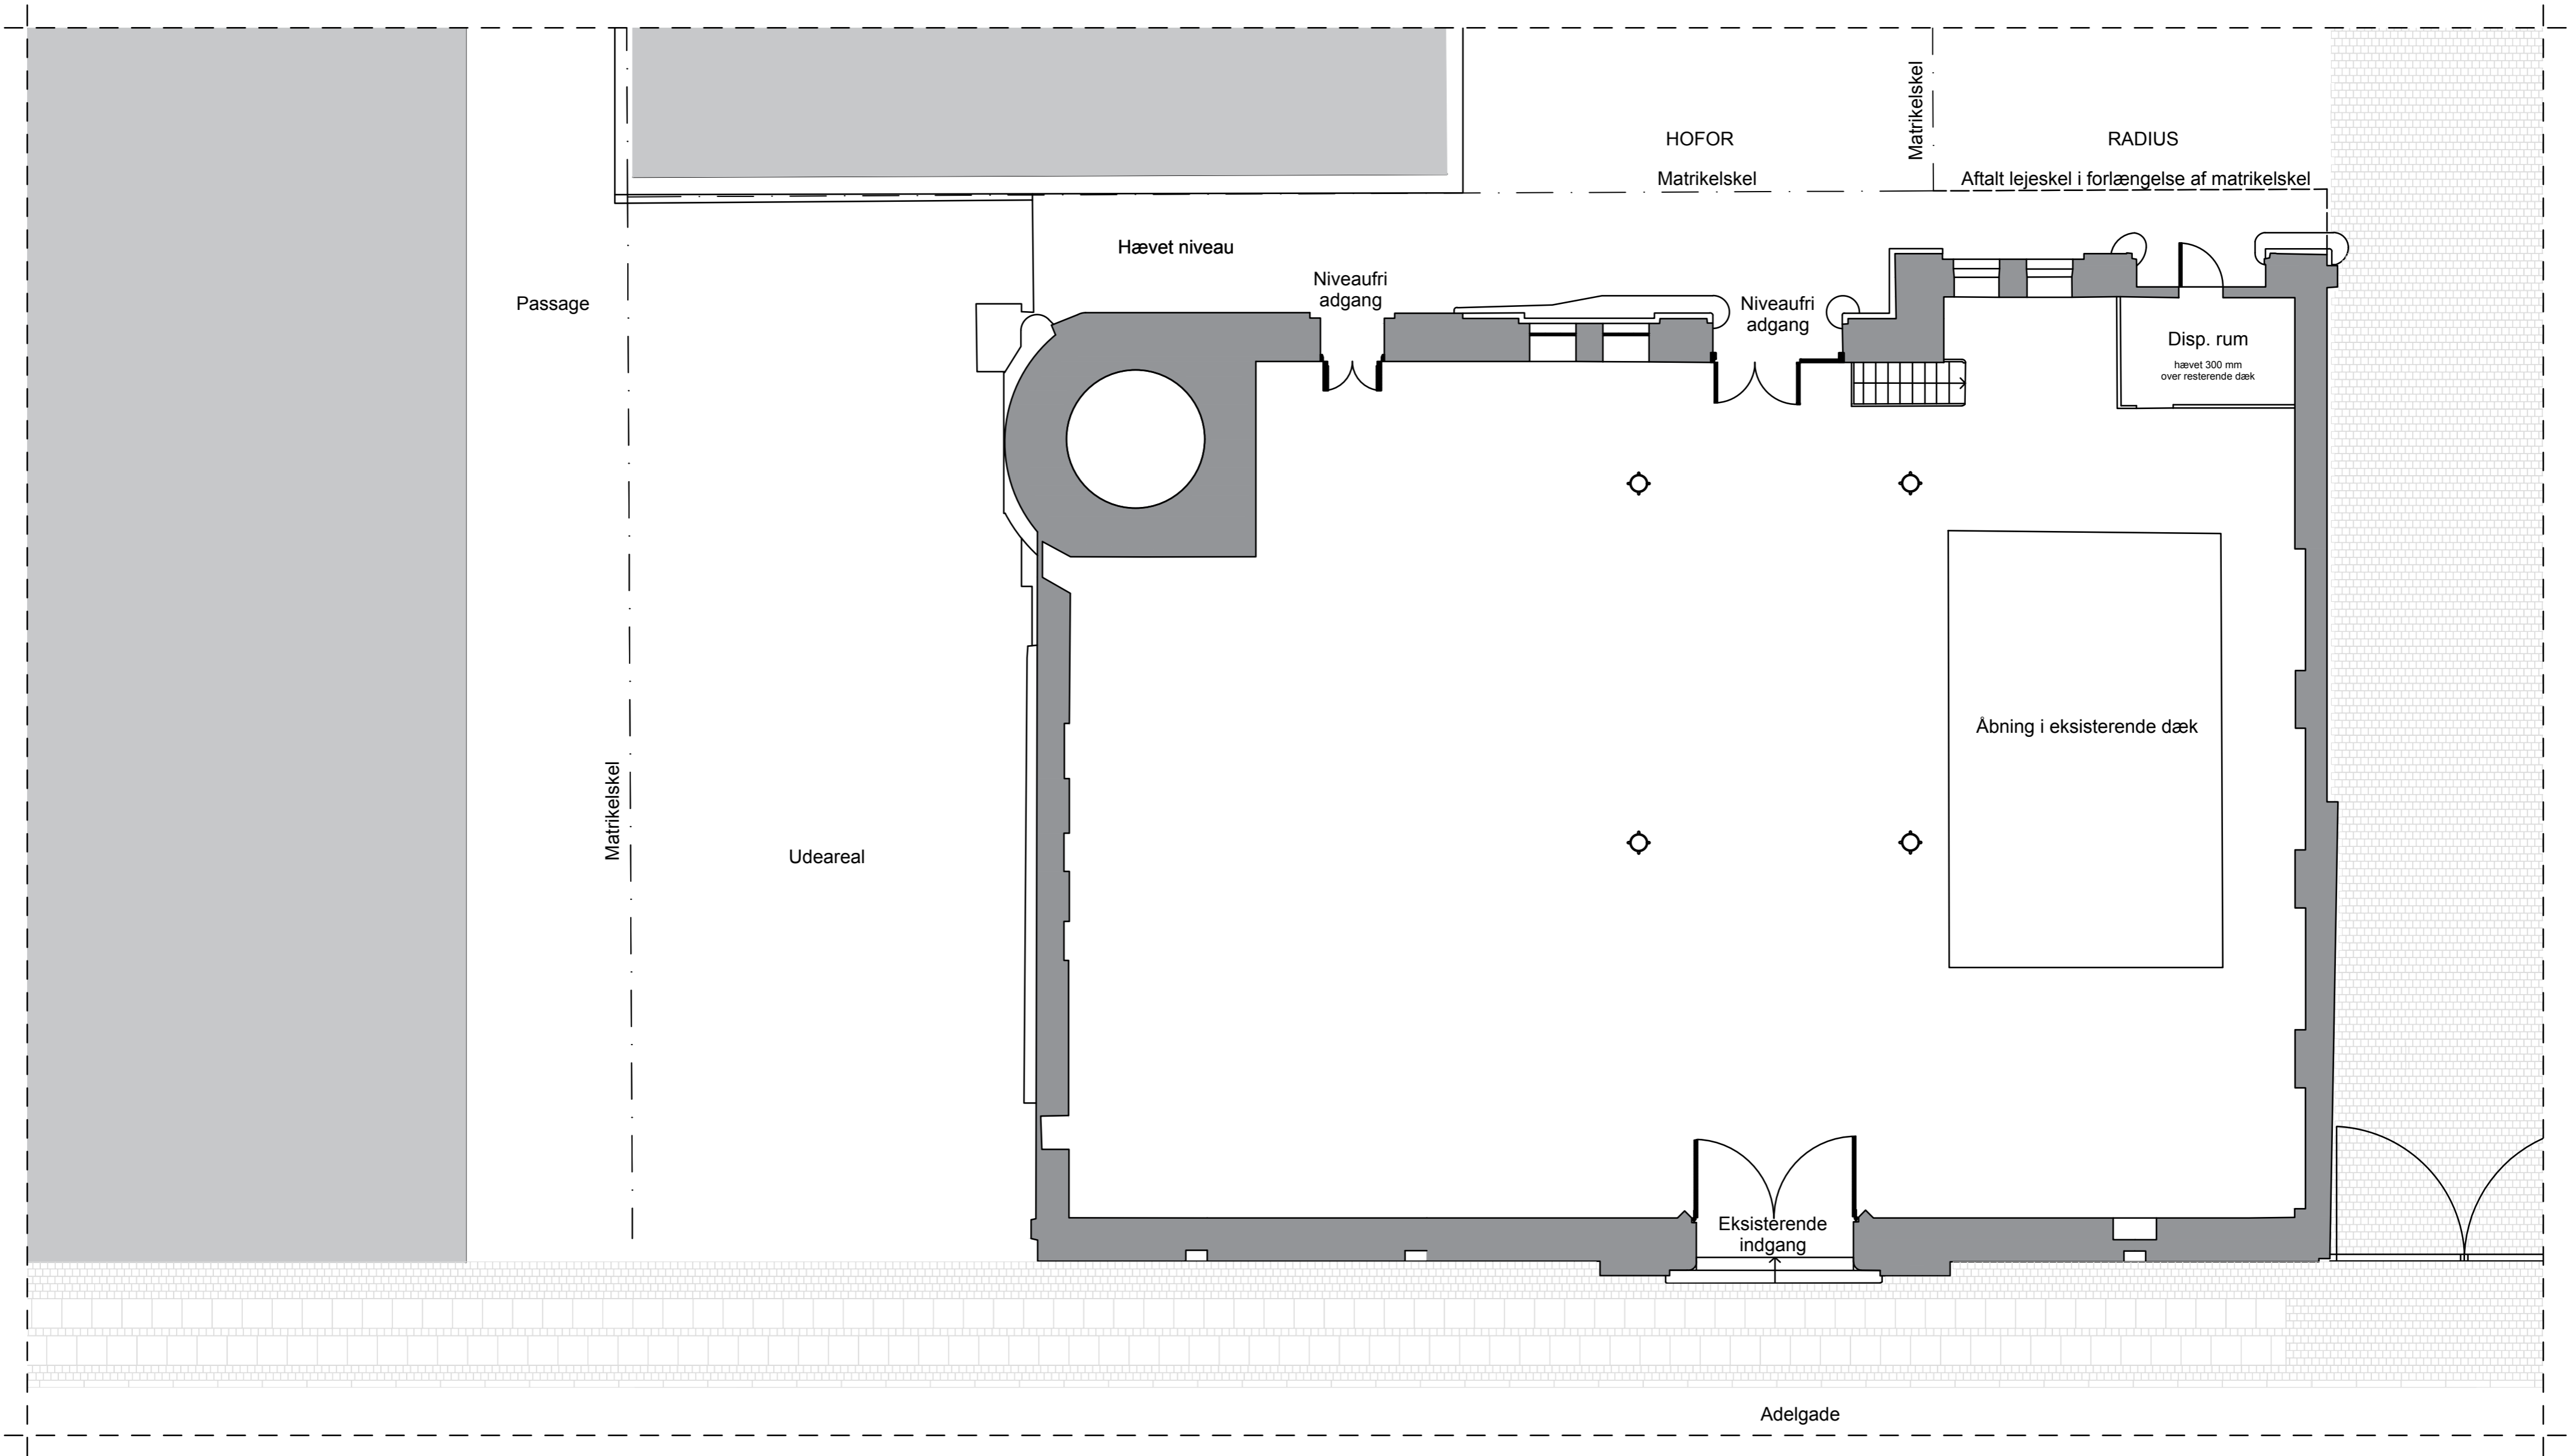 Matrikelskel
HOFOR
RADIUS
Matrikelskel
Aftalt lejeskel i forlængelse af matrikelskel
Hævet niveau
Niveaufri
adgang
Niveaufri
adgang
Passage
Disp. rum
hævet 300 mm
over resterende dæk
Åbning i eksisterende dæk
Matrikelskel
Udeareal
Eksisterende
indgang
Adelgade